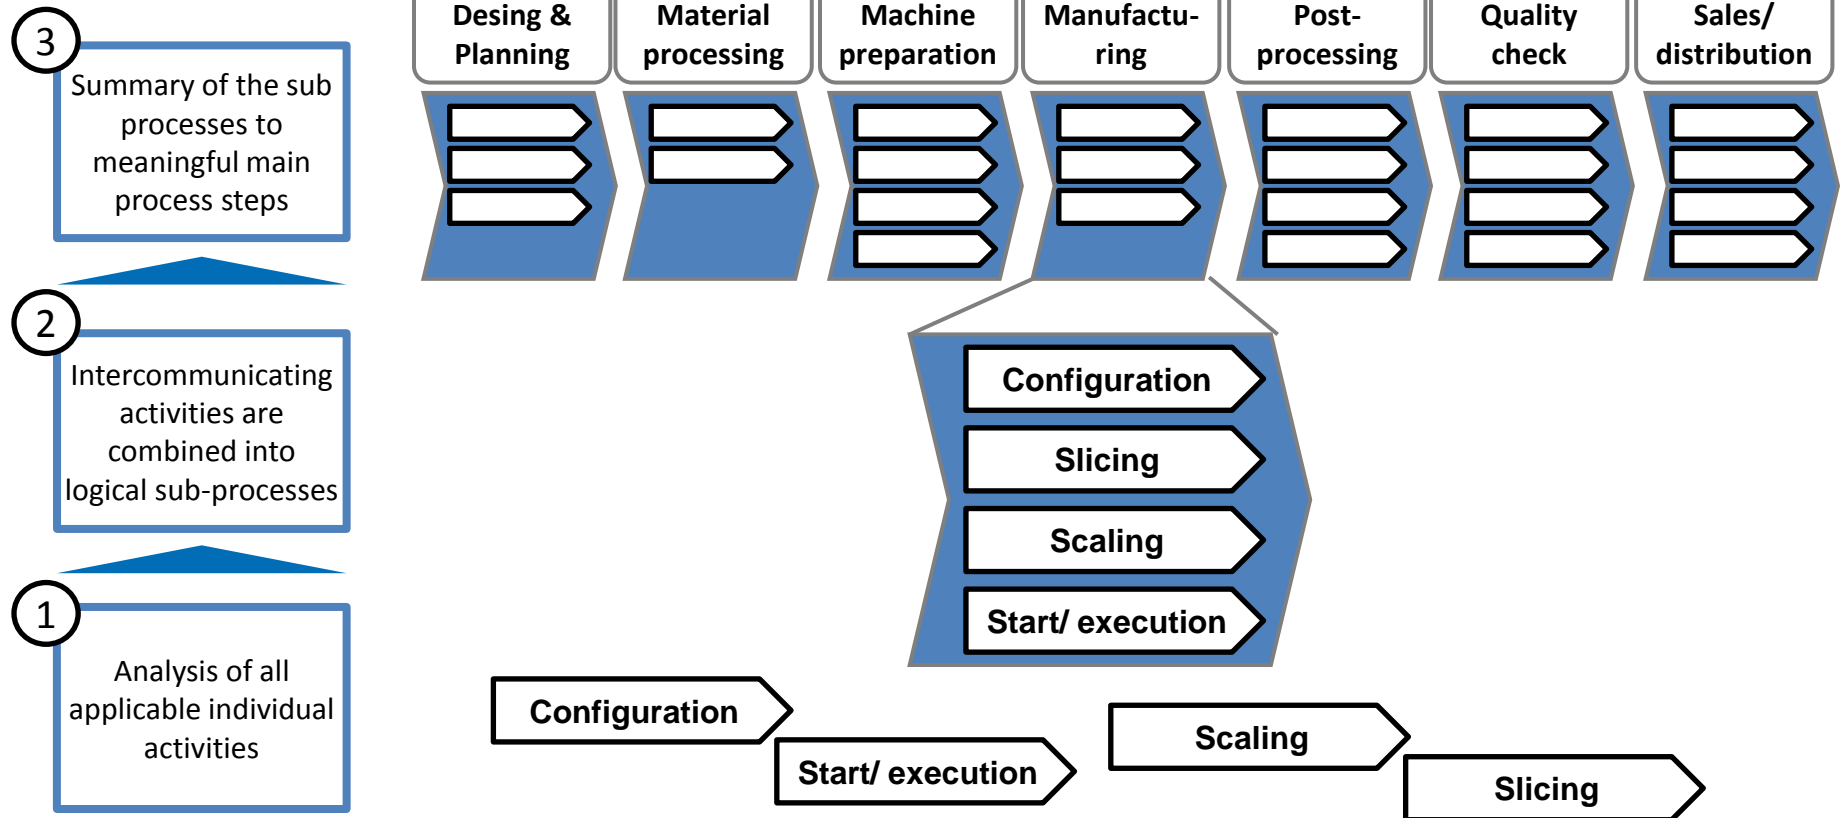 3
Summary of the sub
processes to
meaningful main
process steps
Desing &
Planning
Material
processing
Machine
preparation
Manufactu-
ring
Post-
processing
Quality
check
Sales/
distribution
2
Intercommunicating
activities are
combined into
logical sub-processes
Configuration
Slicing
Scaling
Start/ execution
1
Analysis of all
applicable individual
activities
Configuration
Start/ execution
Scaling
Slicing